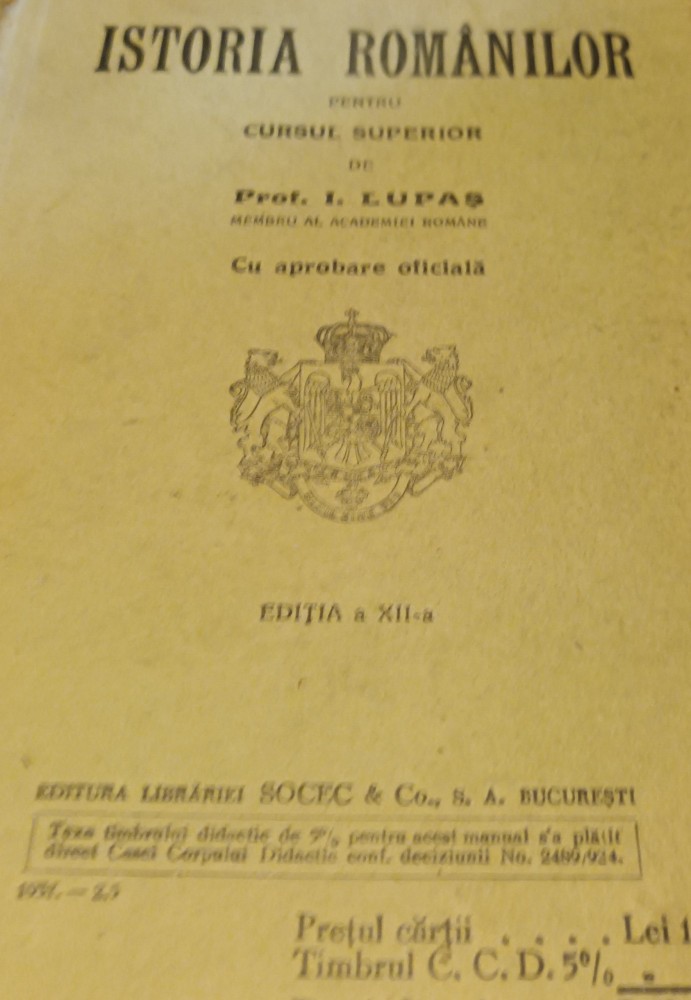 ISTORIA ROMÂNILOR
PENTRU
CURSUL SUPERIOR
DE
Prof. I. LUPAȘ
MEMBRU AL ACADEMIEI ROMÂNE
Cu aprobare oficială
EDIŢIA a XII-a
EDITURA LIBRĂRIEI SOCEC & Co., S. A. BUCUREŞTI
Taxa timbrului didactic de pentru acest manual s'a plătit
direct Casei Corpului Didactic conf. deciziunii No. 2489/924.
Preţul cărţii . . . . Lei
Timbrul C. C. D. 5% "